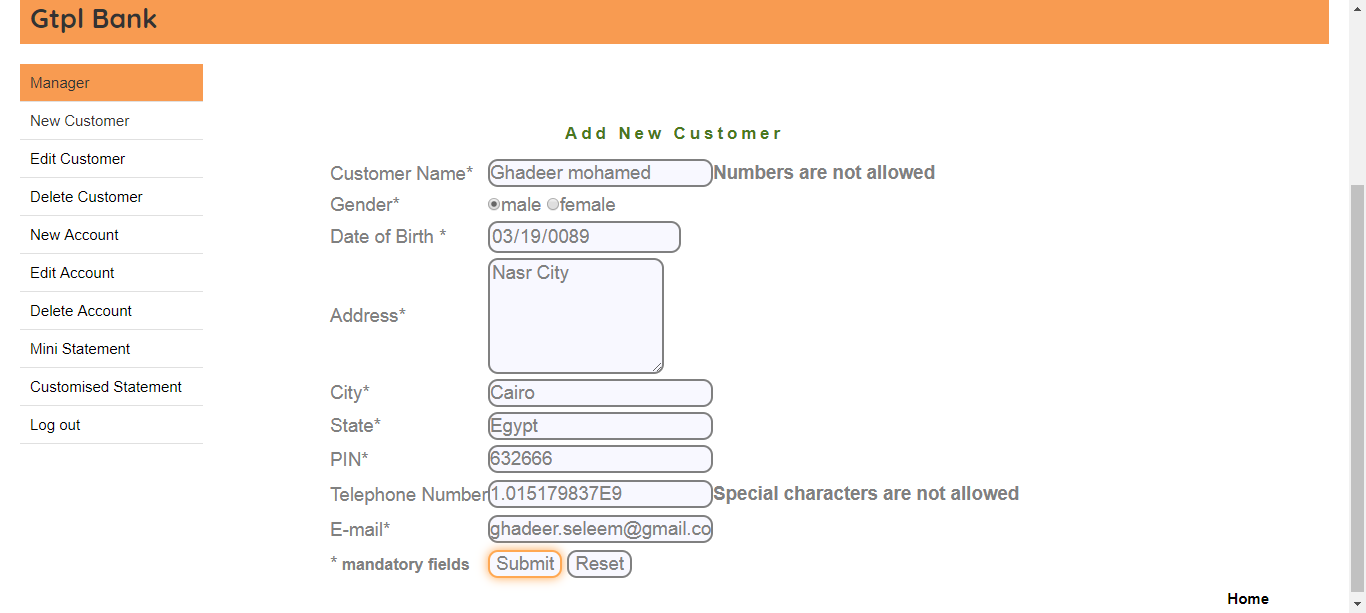 Gtpl Bank
Manager
New Customer
Edit Customer
Delete Customer
New Account
Edit Account
Delete Account
Mini Statement
Customised Statement
Log out
Add New Customer
Customer Name* Ghadeer mohamed Numbers are not allowed
Gender* male female
Date of Birth * 03/19/0089
Address* Nasr City
City* Cairo
State* Egypt
PIN* 632666
Telephone Number 1.015179837E9 Special characters are not allowed
E-mail* ghadeer.seleem@gmail.co
* mandatory fields Submit Reset
Home